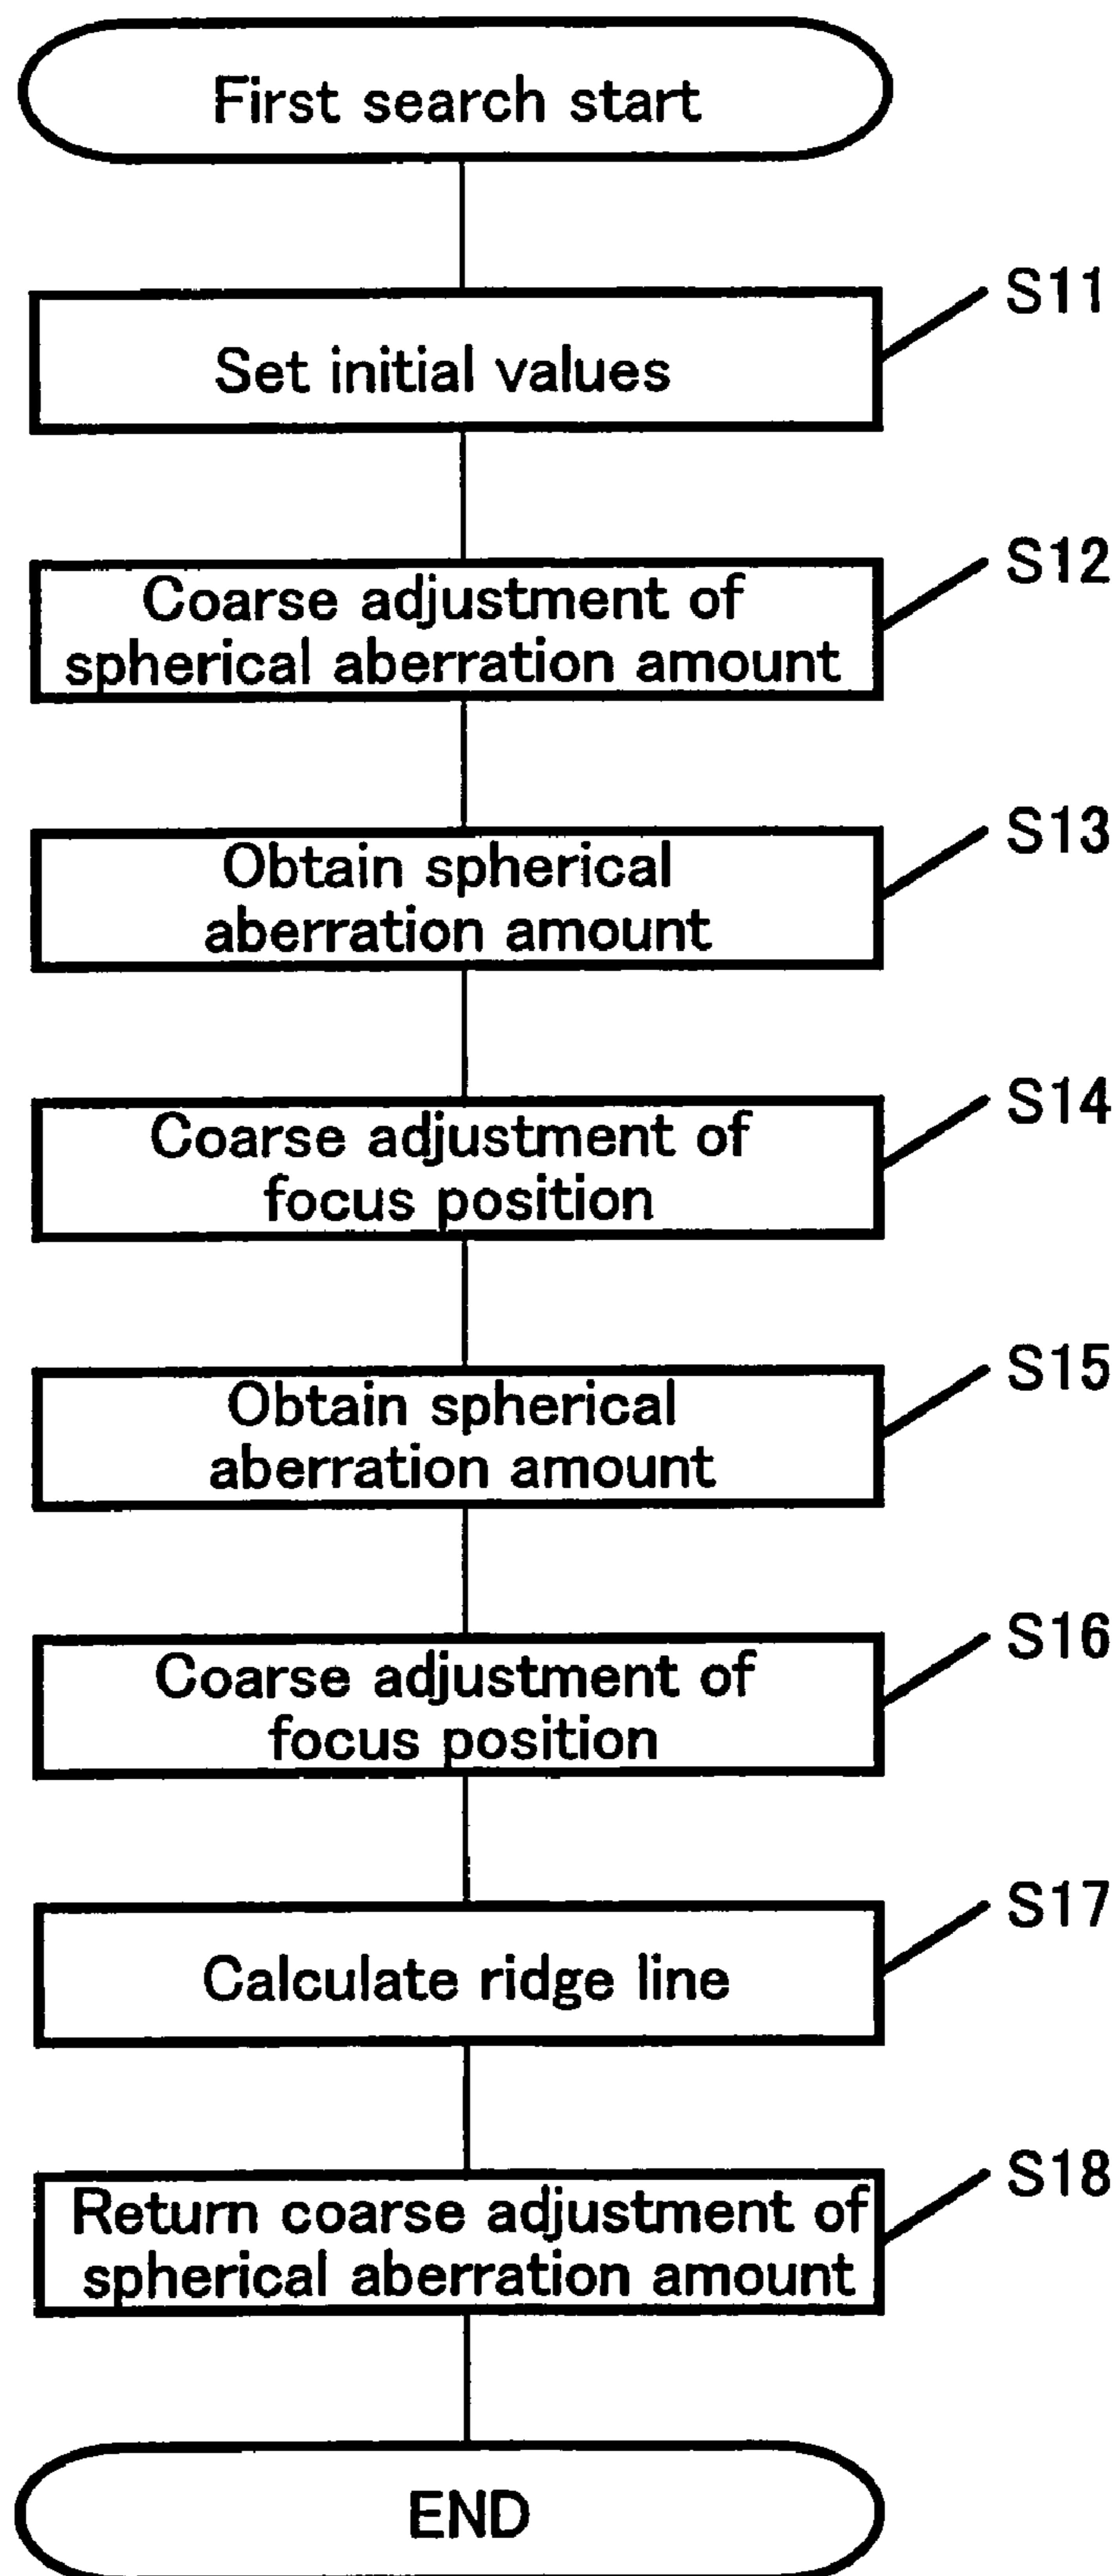 First search start
S11
Set initial values
S12
Coarse adjustment of
spherical aberration amount
S13
Obtain spherical
aberration amount
S14
Coarse adjustment of
focus position
S15
Obtain spherical
aberration amount
S16
Coarse adjustment of
focus position
S17
Calculate ridge line
S18
Return coarse adjustment of
spherical aberration amount
END